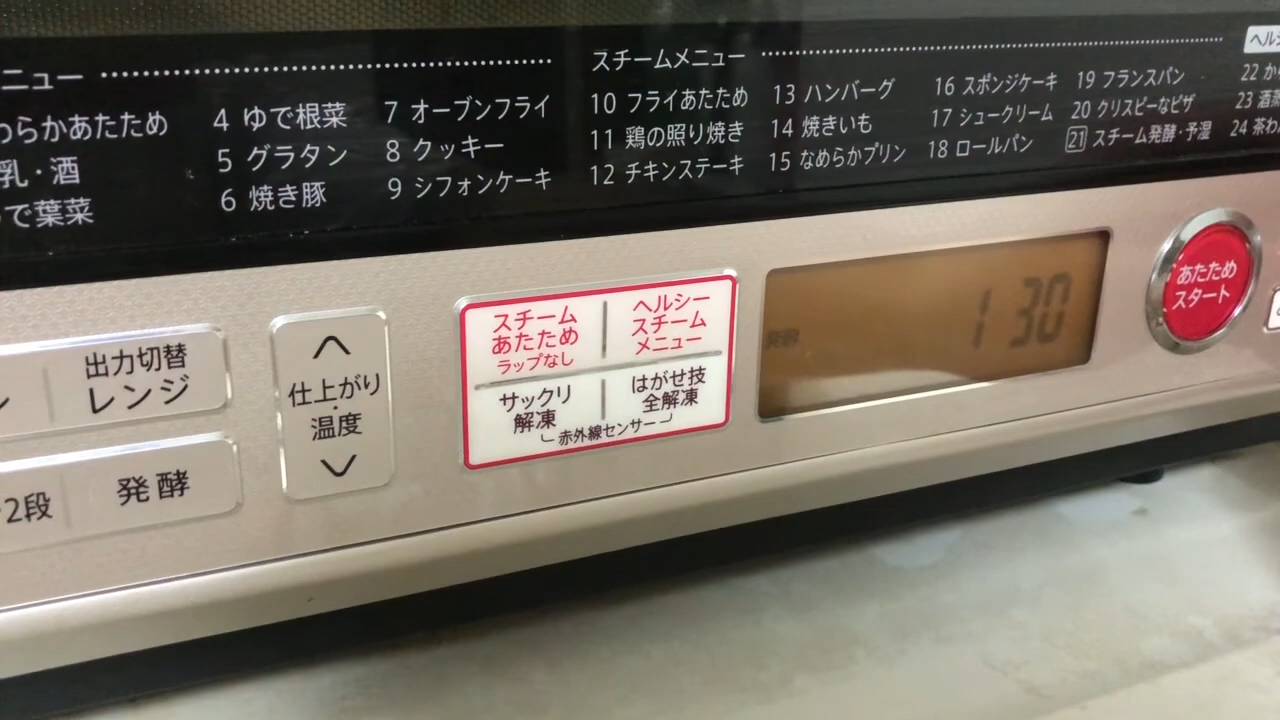 ニュー
わらかあたため
乳・酒
で葉菜
4 ゆで根菜
5 グラタン
6 焼き豚
7 オーブンフライ
8 クッキー
9 シフォンケーキ
スチームメニュー
10 フライあたため
11 鶏の照り焼き
12 チキンステーキ
13 ハンバーグ
14 焼きいも
15 なめらかプリン
16 スポンジケーキ
17 シュークリーム
18 ロールパン
19 フランスパン
20 クリスピーなピザ
21 スチーム発酵・予湿
ヘルシ
22 か
23 酒
24 茶わ
出力切替
レンジ
2段
発酵
仕上がり
温度
スチーム
あたため
ラップなし
ヘルシー
スチーム
メニュー
サックリ
解凍
はがせ技
全解凍
赤外線センサー
1 30
あたため
スタート